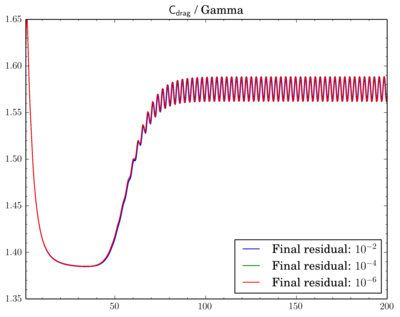 C_drag / Gamma
1.65
1.60
1.55
1.50
1.45
1.40
1.35
50
100
150
200
Final residual: 10^−2
Final residual: 10^−4
Final residual: 10^−6